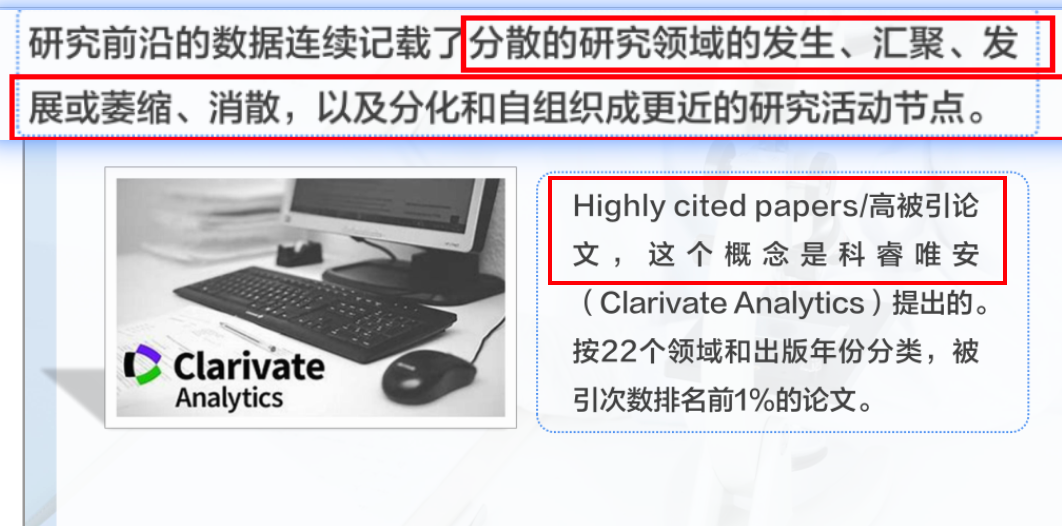 研究前沿的数据连续记载了分散的研究领域的发生、汇聚、发
展或萎缩、消散，以及分化和自组织成更近的研究活动节点。
Clarivate
Analytics
Highly cited papers/高被引论
文，这个概念是科睿唯安
（Clarivate Analytics）提出的。
按22个领域和出版年份分类，被
引次数排名前1%的论文。